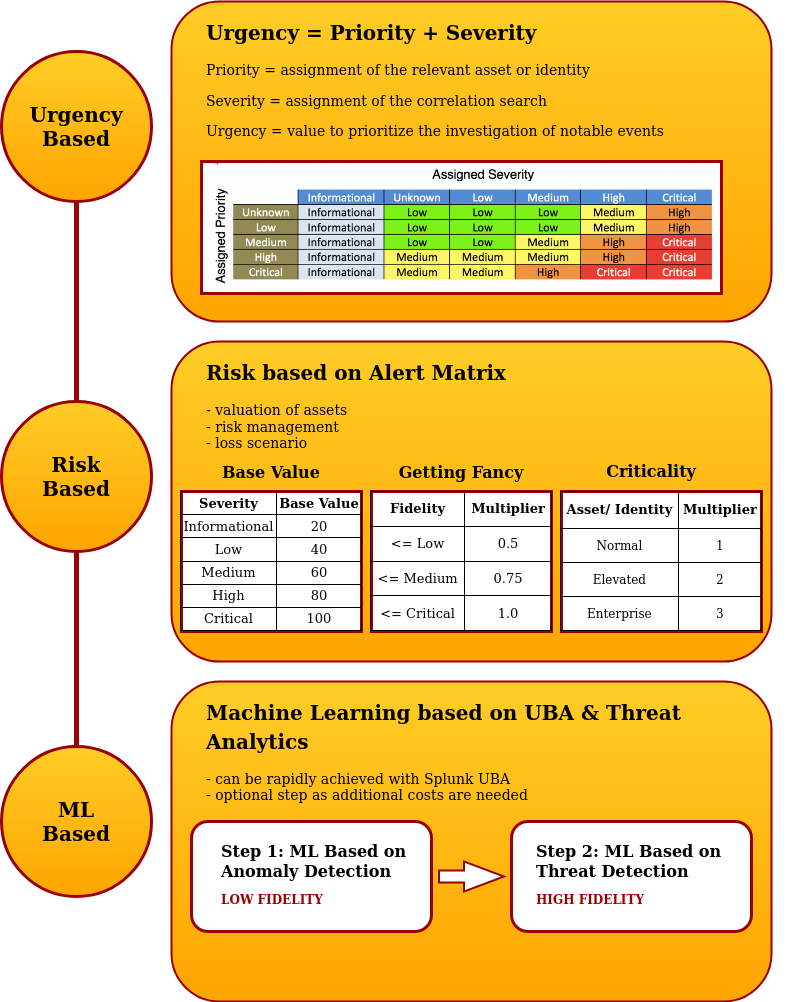 Urgency
Based
Urgency = Priority + Severity
Priority = assignment of the relevant asset or identity
Severity = assignment of the correlation search
Urgency = value to prioritize the investigation of notable events
Assigned Severity
Assigned Priority
Informational Unknown Low Medium High Critical
Unknown Informational Low Low Low Medium High
Low Informational Low Low Low Medium High
Medium Informational Low Low Medium High Critical
High Informational Medium Medium Medium High Critical
Critical Informational Medium Medium High Critical Critical
Risk
Based
Risk based on Alert Matrix
- valuation of assets
- risk management
- loss scenario
Base Value
Severity Base Value
Informational 20
Low 40
Medium 60
High 80
Critical 100
Getting Fancy
Fidelity Multiplier
<= Low 0.5
<= Medium 0.75
<= Critical 1.0
Criticality
Asset/ Identity Multiplier
Normal 1
Elevated 2
Enterprise 3
ML
Based
Machine Learning based on UBA & Threat
Analytics
- can be rapidly achieved with Splunk UBA
- optional step as additional costs are needed
Step 1: ML Based on
Anomaly Detection
LOW FIDELITY
Step 2: ML Based on
Threat Detection
HIGH FIDELITY